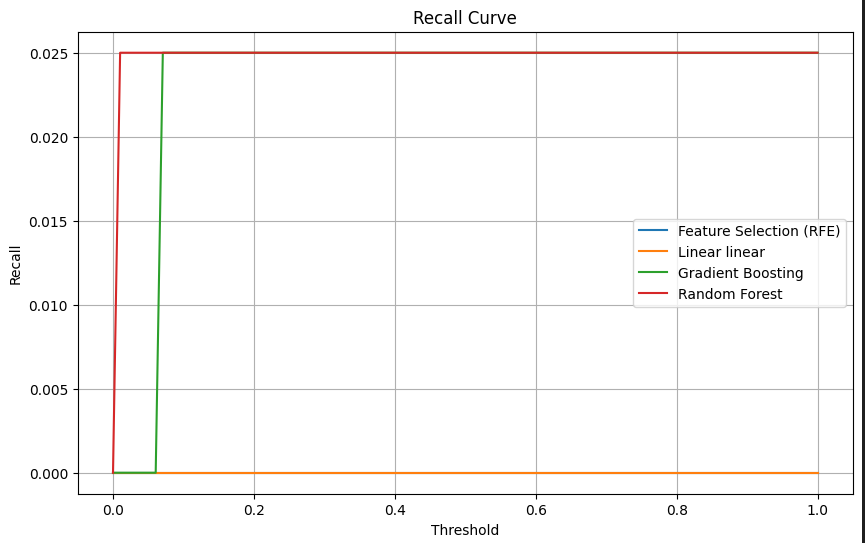 Recall Curve
0.025
0.020
0.015
0.010
0.005
0.000
Recall
Feature Selection (RFE)
Linear linear
Gradient Boosting
Random Forest
0.0 0.2 0.4 0.6 0.8 1.0
Threshold